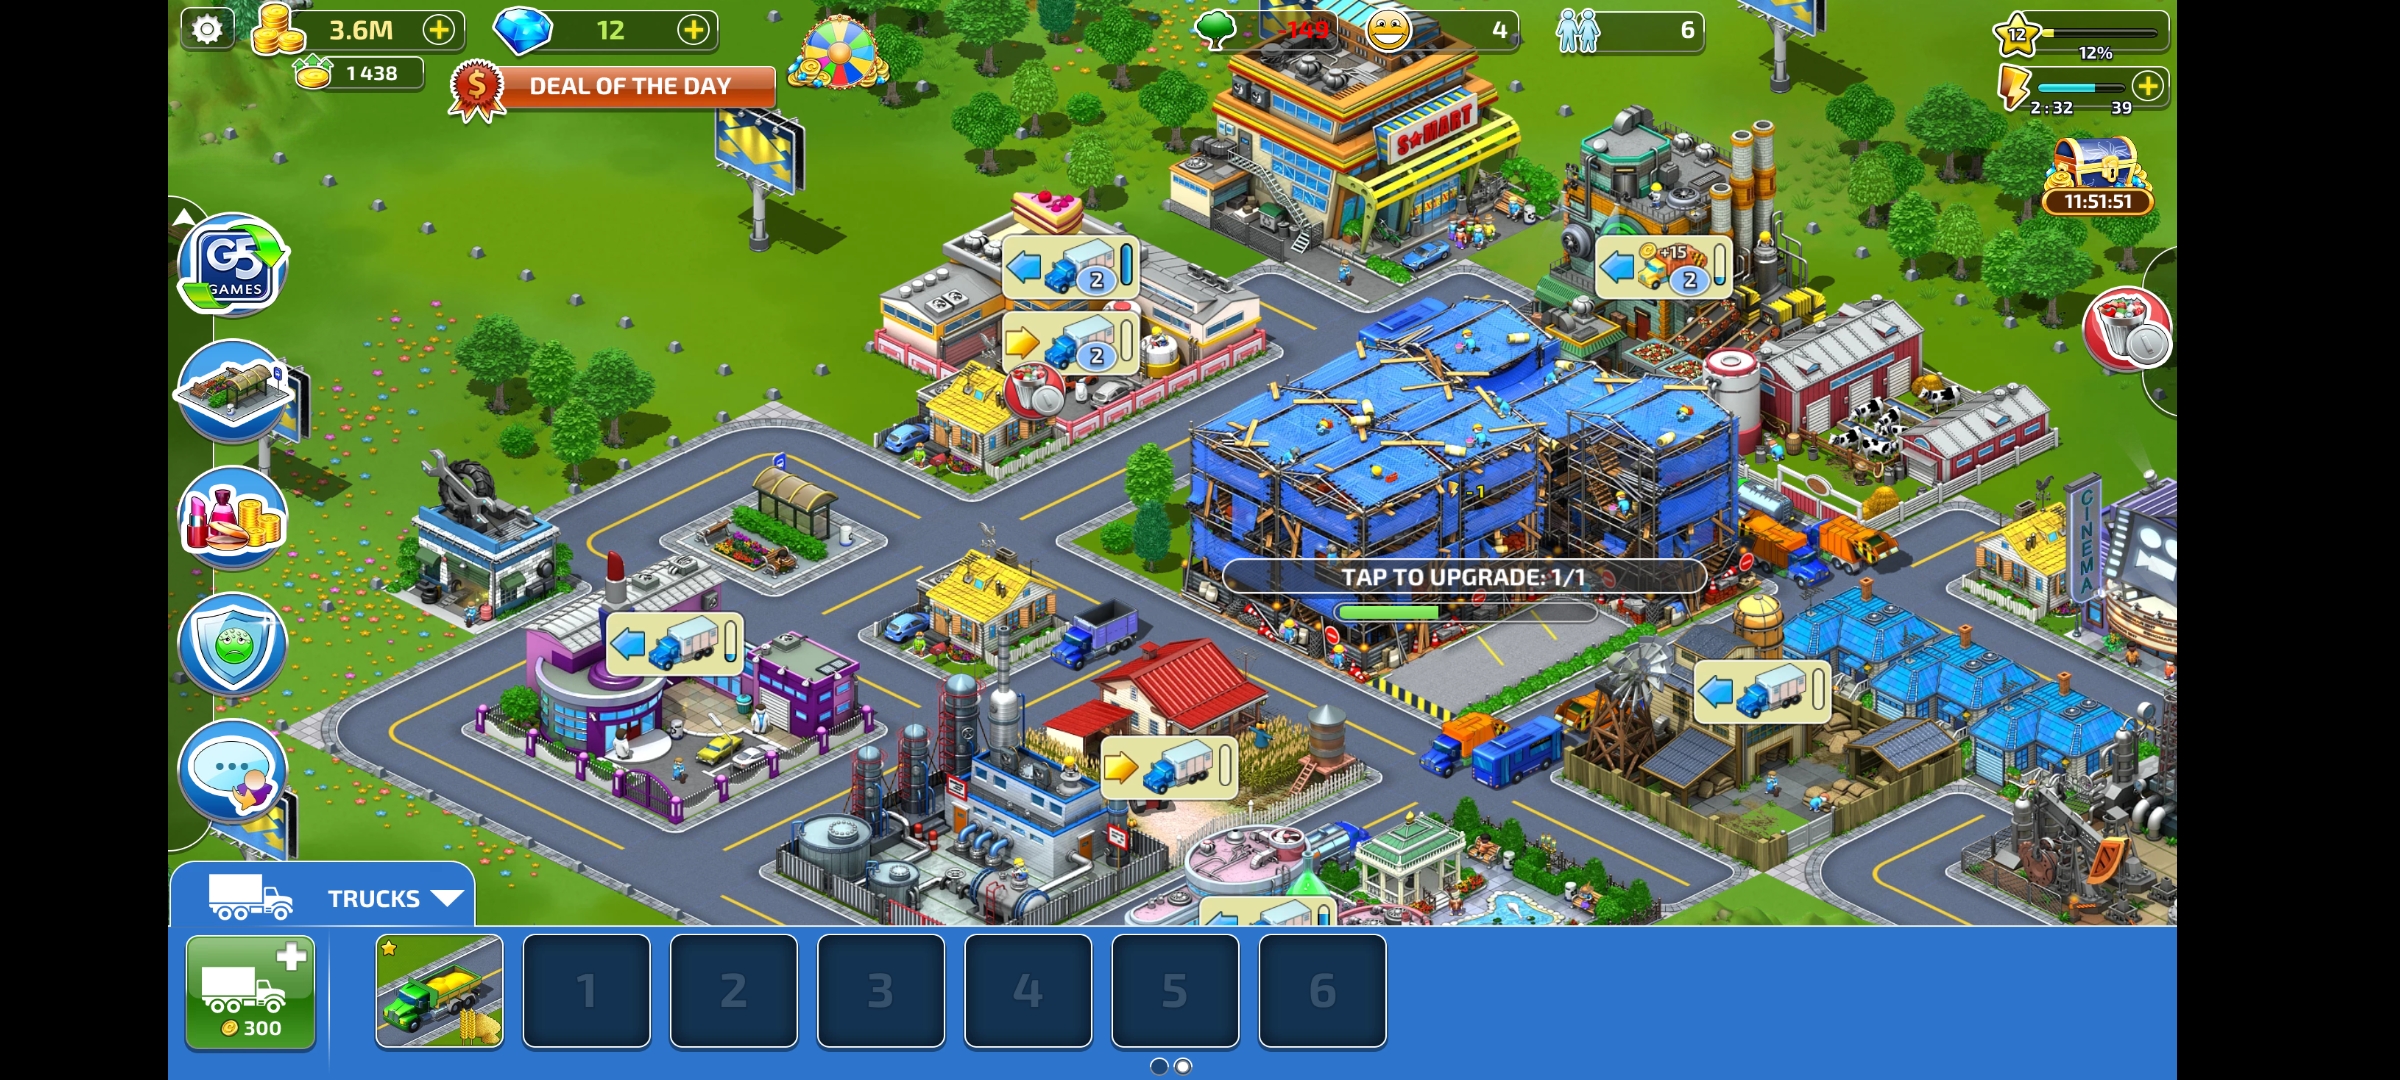 3.6M
12
-149
4
6
12
12%
1 438
DEAL OF THE DAY
2:32
39
S★MART
11:51:51
G5
GAMES
2
+15
2
2
-1
CINEMA
TAP TO UPGRADE: 1/1
TRUCKS
300
1
2
3
4
5
6